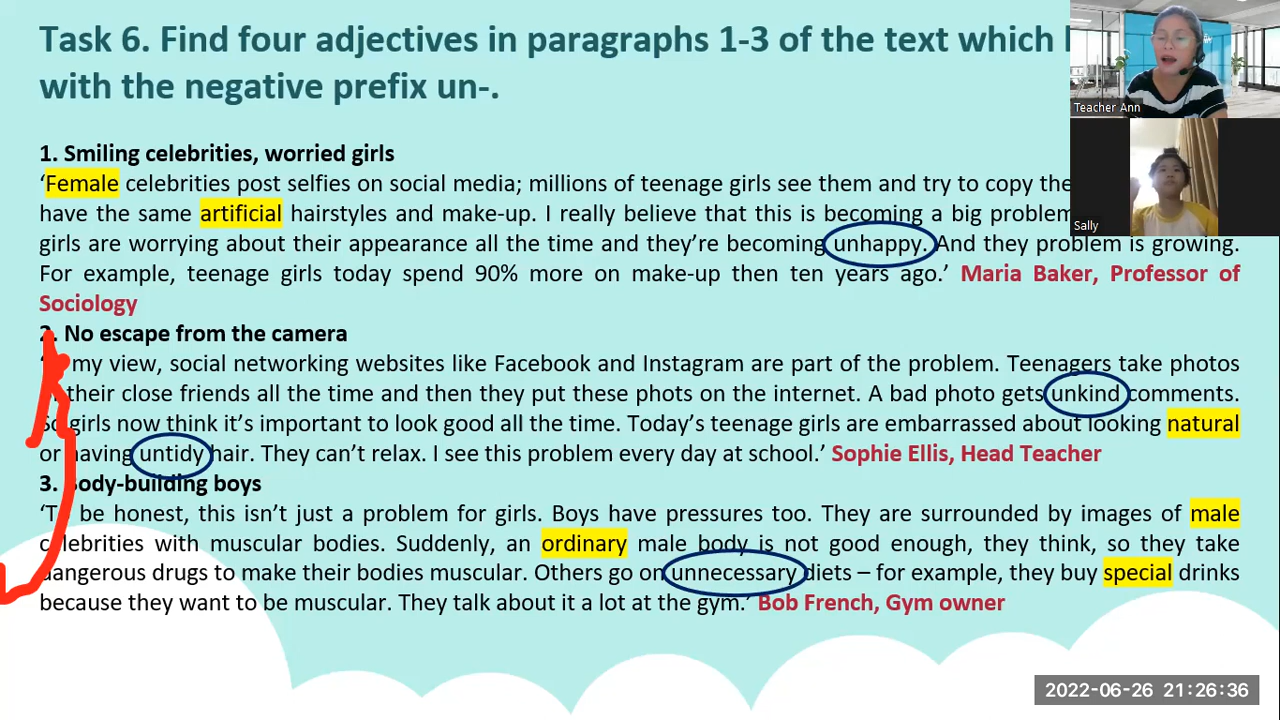 Task 6. Find four adjectives in paragraphs 1-3 of the text which
with the negative prefix un-.
Teacher Ann
1. Smiling celebrities, worried girls
‘Female celebrities post selfies on social media; millions of teenage girls see them and try to copy
have the same artificial hairstyles and make-up. I really believe that this is becoming a big problem
Sally
girls are worrying about their appearance all the time and they’re becoming unhappy. And they problem is growing.
For example, teenage girls today spend 90% more on make-up then ten years ago.’ Maria Baker, Professor of
Sociology
2. No escape from the camera
my view, social networking websites like Facebook and Instagram are part of the problem. Teenagers take photos
their close friends all the time and then they put these phots on the internet. A bad photo gets unkind comments.
So girls now think it’s important to look good all the time. Today’s teenage girls are embarrassed about looking natural
or having untidy hair. They can’t relax. I see this problem every day at school.’ Sophie Ellis, Head Teacher
3. Body-building boys
‘To be honest, this isn’t just a problem for girls. Boys have pressures too. They are surrounded by images of male
celebrities with muscular bodies. Suddenly, an ordinary male body is not good enough, they think, so they take
dangerous drugs to make their bodies muscular. Others go on unnecessary diets – for example, they buy special drinks
because they want to be muscular. They talk about it a lot at the gym.’ Bob French, Gym owner
2022-06-26 21:26:36